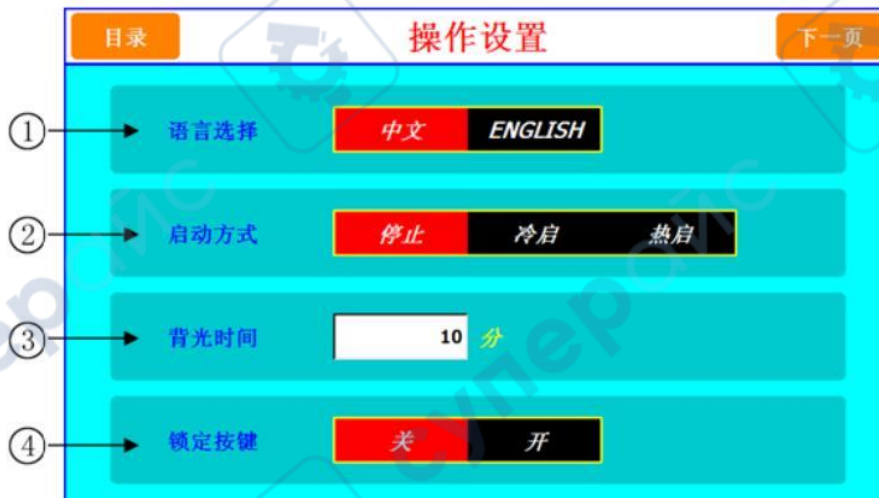 目录 操作设置 下一页
① 语言选择 中文 ENGLISH
② 启动方式 停止 冷启 热启
③ 背光时间 10 分
④ 锁定按键 关 开
суперайс